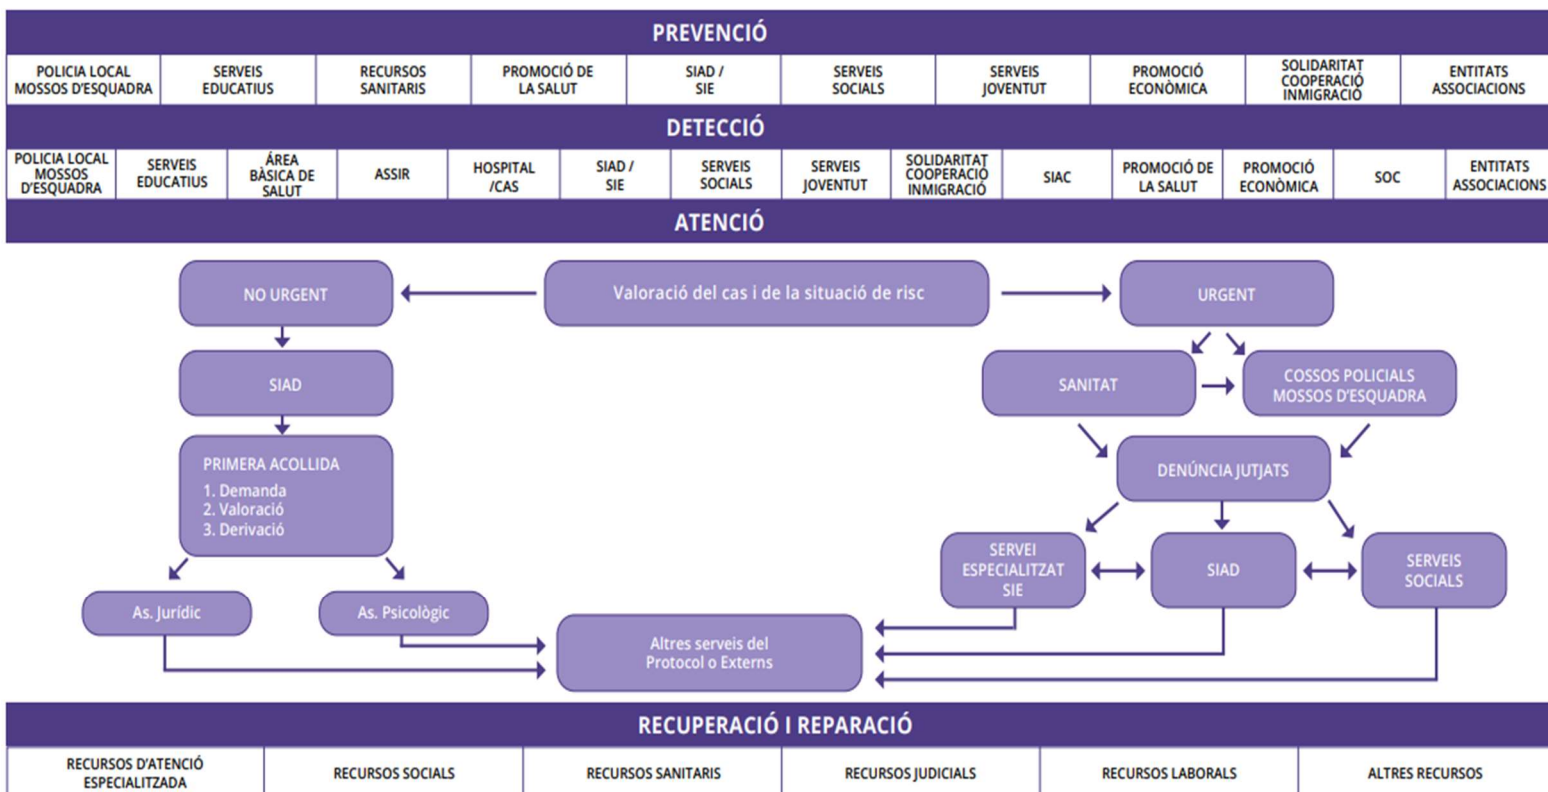 PREVENCIÓ
POLICIA LOCAL
MOSSOS D'ESQUADRA
SERVEIS
EDUCATIUS
RECURSOS
SANITARIS
PROMOCIÓ DE
LA SALUT
SIAD /
SIE
SERVEIS
SOCIALS
SERVEIS
JOVENTUT
PROMOCIÓ
ECONÒMICA
SOLIDARITAT
COOPERACIÓ
INMIGRACIÓ
ENTITATS
ASSOCIACIONS
DETECCIÓ
POLICIA LOCAL
MOSSOS
D'ESQUADRA
SERVEIS
EDUCATIUS
ÁREA
BÀSICA DE
SALUT
ASSIR
HOSPITAL
/CAS
SIAD /
SIE
SERVEIS
SOCIALS
SERVEIS
JOVENTUT
SOLIDARITAT
COOPERACIÓ
INMIGRACIÓ
SIAC
PROMOCIÓ DE
LA SALUT
PROMOCIÓ
ECONÒMICA
SOC
ENTITATS
ASSOCIACIONS
ATENCIÓ
NO URGENT
Valoració del cas i de la situació de risc
URGENT
SIAD
SANITAT
COSSOS POLICIALS
MOSSOS D'ESQUADRA
PRIMERA ACOLLIDA
1. Demanda
2. Valoració
3. Derivació
DENÚNCIA JUTJATS
SERVEI
ESPECIALITZAT
SIE
SIAD
SERVEIS
SOCIALS
As. Jurídic
As. Psicològic
Altres serveis del
Protocol o Externs
RECUPERACIÓ I REPARACIÓ
RECURSOS D'ATENCIÓ
ESPECIALITZADA
RECURSOS SOCIALS
RECURSOS SANITARIS
RECURSOS JUDICIALS
RECURSOS LABORALS
ALTRES RECURSOS